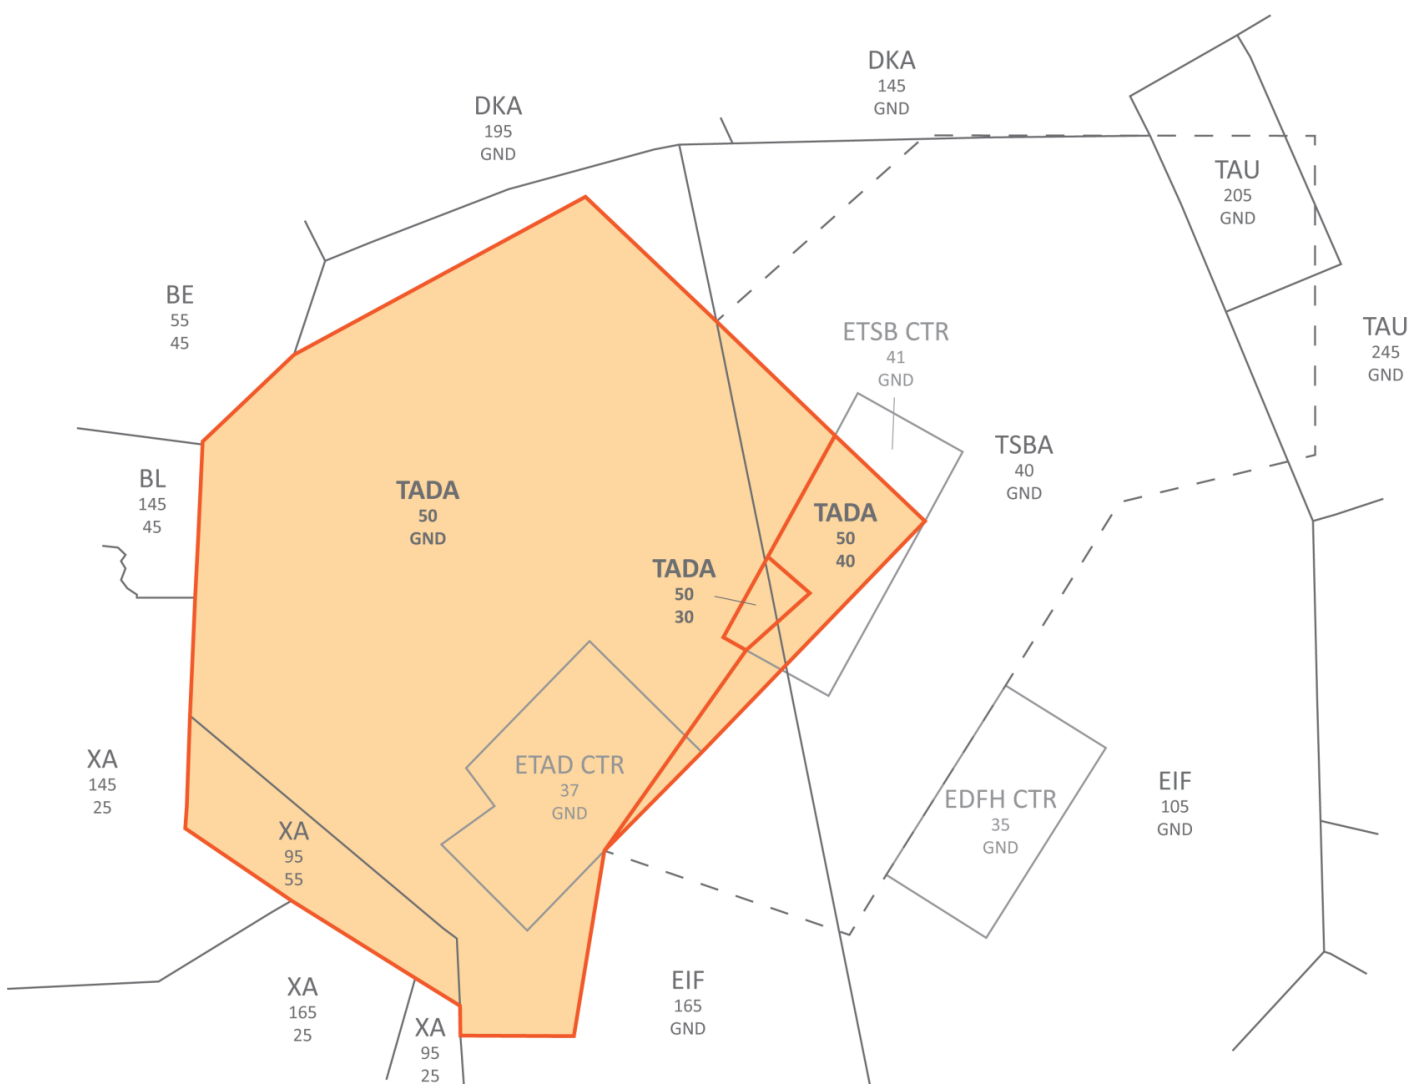 DKA
145
GND
DKA
195
GND
TAU
205
GND
BE
55
45
ETSB CTR
41
GND
TAU
245
GND
TSBA
40
GND
BL
145
45
TADA
50
GND
TADA
50
40
TADA
50
30
XA
145
25
ETAD CTR
37
GND
EDFH CTR
35
GND
EIF
105
GND
XA
95
55
EIF
165
GND
XA
165
25
XA
95
25